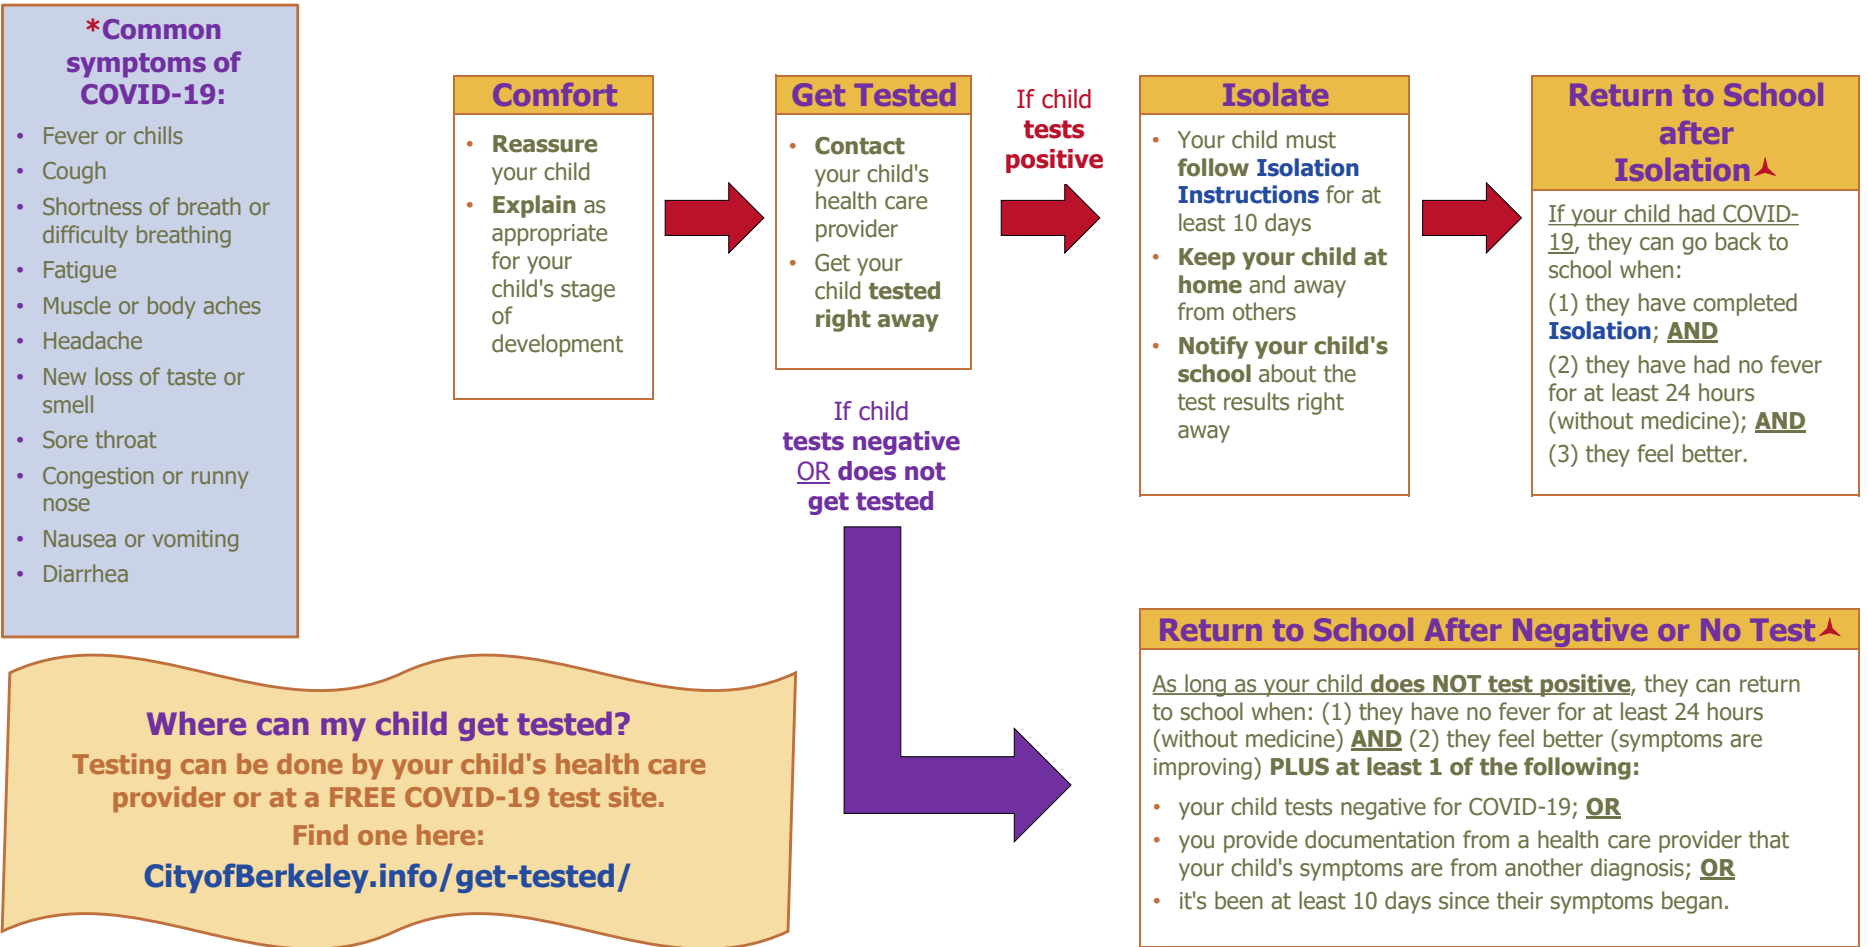 *Common
symptoms of
COVID-19:
• Fever or chills
• Cough
• Shortness of breath or
difficulty breathing
• Fatigue
• Muscle or body aches
• Headache
• New loss of taste or
smell
• Sore throat
• Congestion or runny
nose
• Nausea or vomiting
• Diarrhea
Comfort
• Reassure
your child
• Explain as
appropriate
for your
child's stage
of
development
Get Tested
• Contact
your child's
health care
provider
• Get your
child tested
right away
If child
tests
positive
Isolate
• Your child must
follow Isolation
Instructions for at
least 10 days
• Keep your child at
home and away
from others
• Notify your child's
school about the
test results right
away
Return to School
after
Isolation
If your child had COVID-
19, they can go back to
school when:
(1) they have completed
Isolation; AND
(2) they have had no fever
for at least 24 hours
(without medicine); AND
(3) they feel better.
If child
tests negative
OR does not
get tested
Return to School After Negative or No Test
As long as your child does NOT test positive, they can return
to school when: (1) they have no fever for at least 24 hours
(without medicine) AND (2) they feel better (symptoms are
improving) PLUS at least 1 of the following:
• your child tests negative for COVID-19; OR
• you provide documentation from a health care provider that
your child's symptoms are from another diagnosis; OR
• it's been at least 10 days since their symptoms began.
Where can my child get tested?
Testing can be done by your child's health care
provider or at a FREE COVID-19 test site.
Find one here:
CityofBerkeley.info/get-tested/